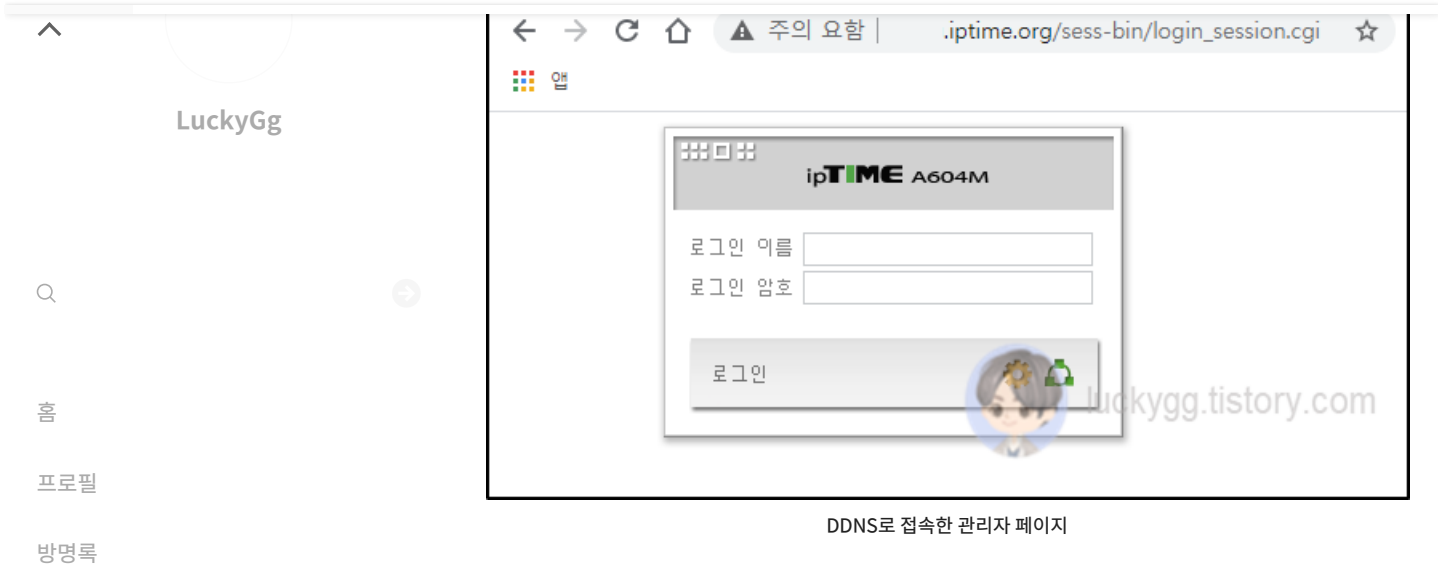 LuckyGg
홈
프로필
방명록
주의 요함 | .iptime.org/sess-bin/login_session.cgi
앱
ipTIME A604M
로그인 이름
로그인 암호
로그인
luckygg.tistory.com
DDNS로 접속한 관리자 페이지